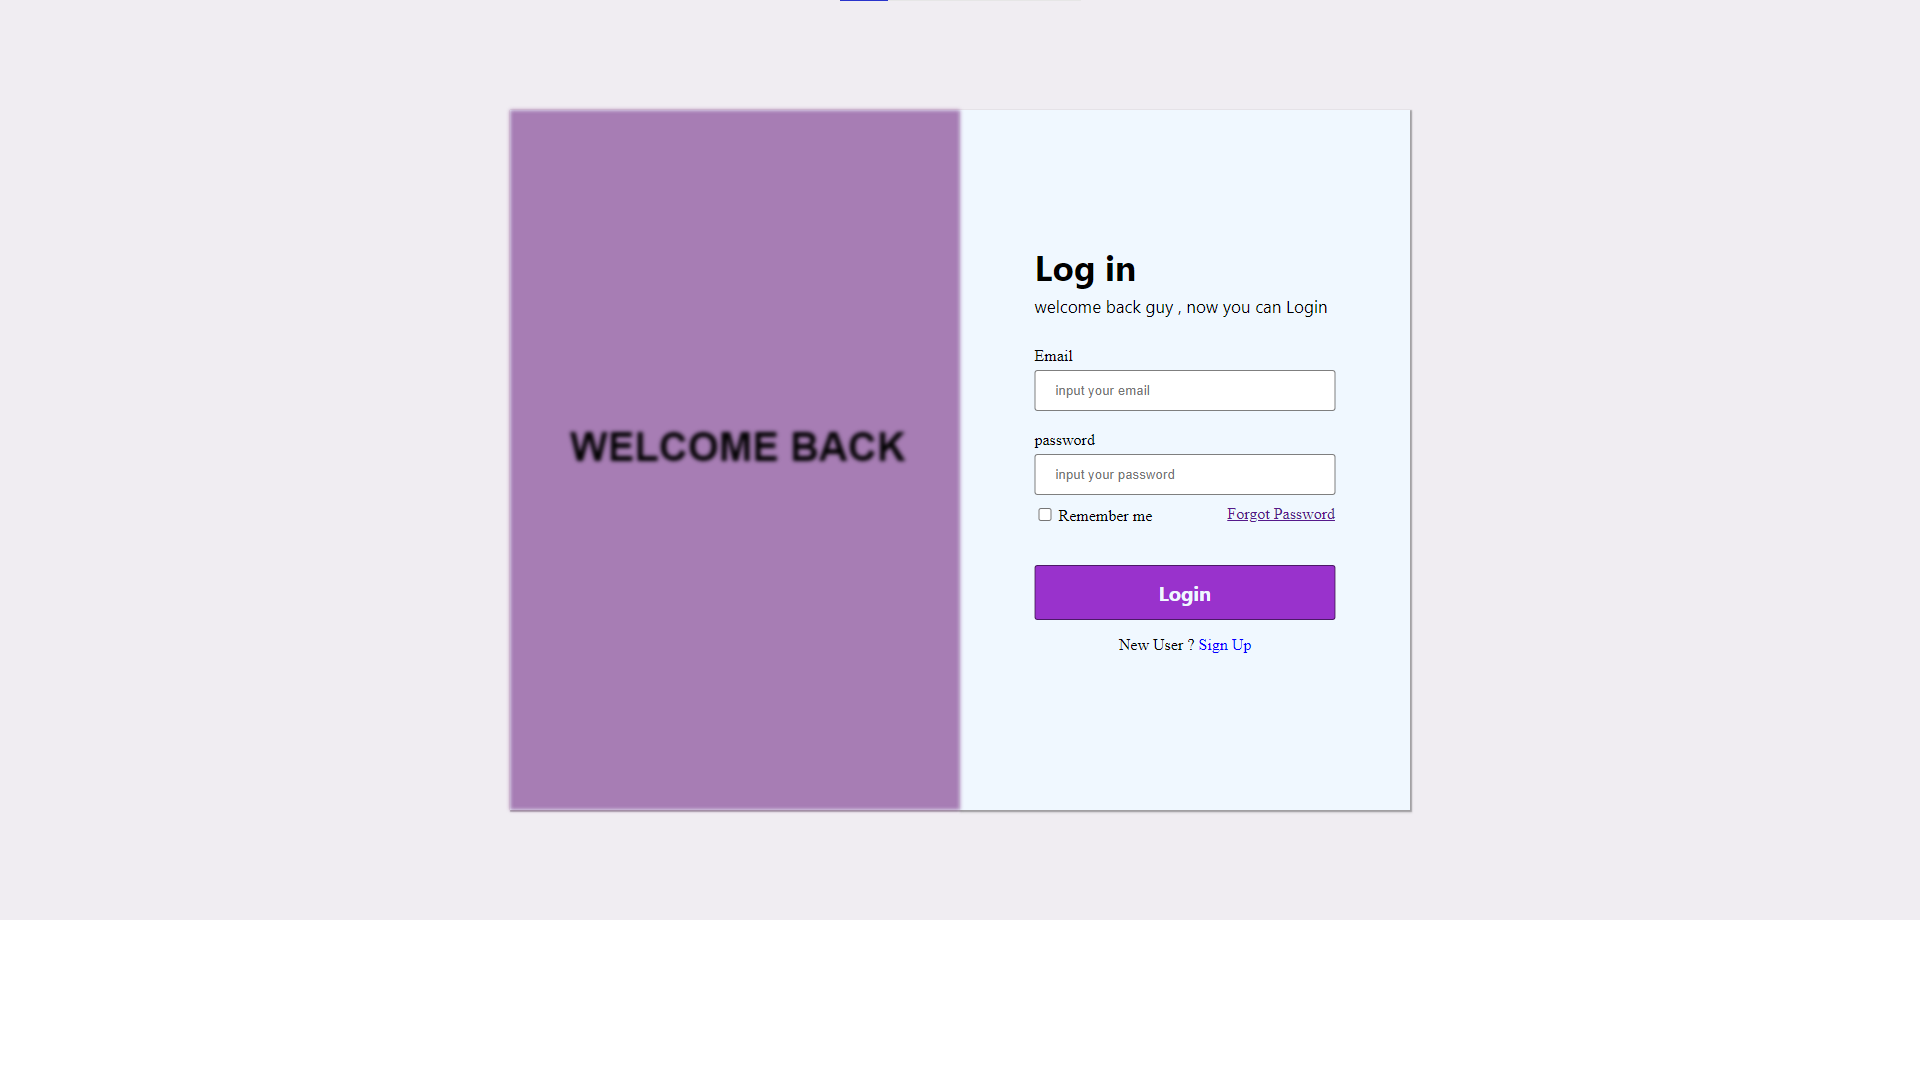 WELCOME BACK
Log in
welcome back guy , now you can Login
Email
input your email
password
input your password
Remember me
Forgot Password
Login
New User ? Sign Up